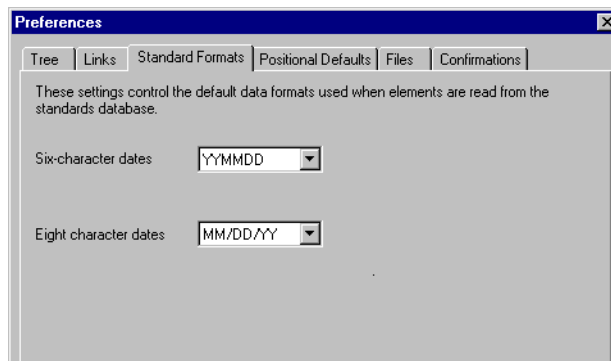 Preferences
Tree Links Standard Formats Positional Defaults Files Confirmations
These settings control the default data formats used when elements are read from the
standards database.
Six-character dates YYMMDD
Eight character dates MM/DD/YY